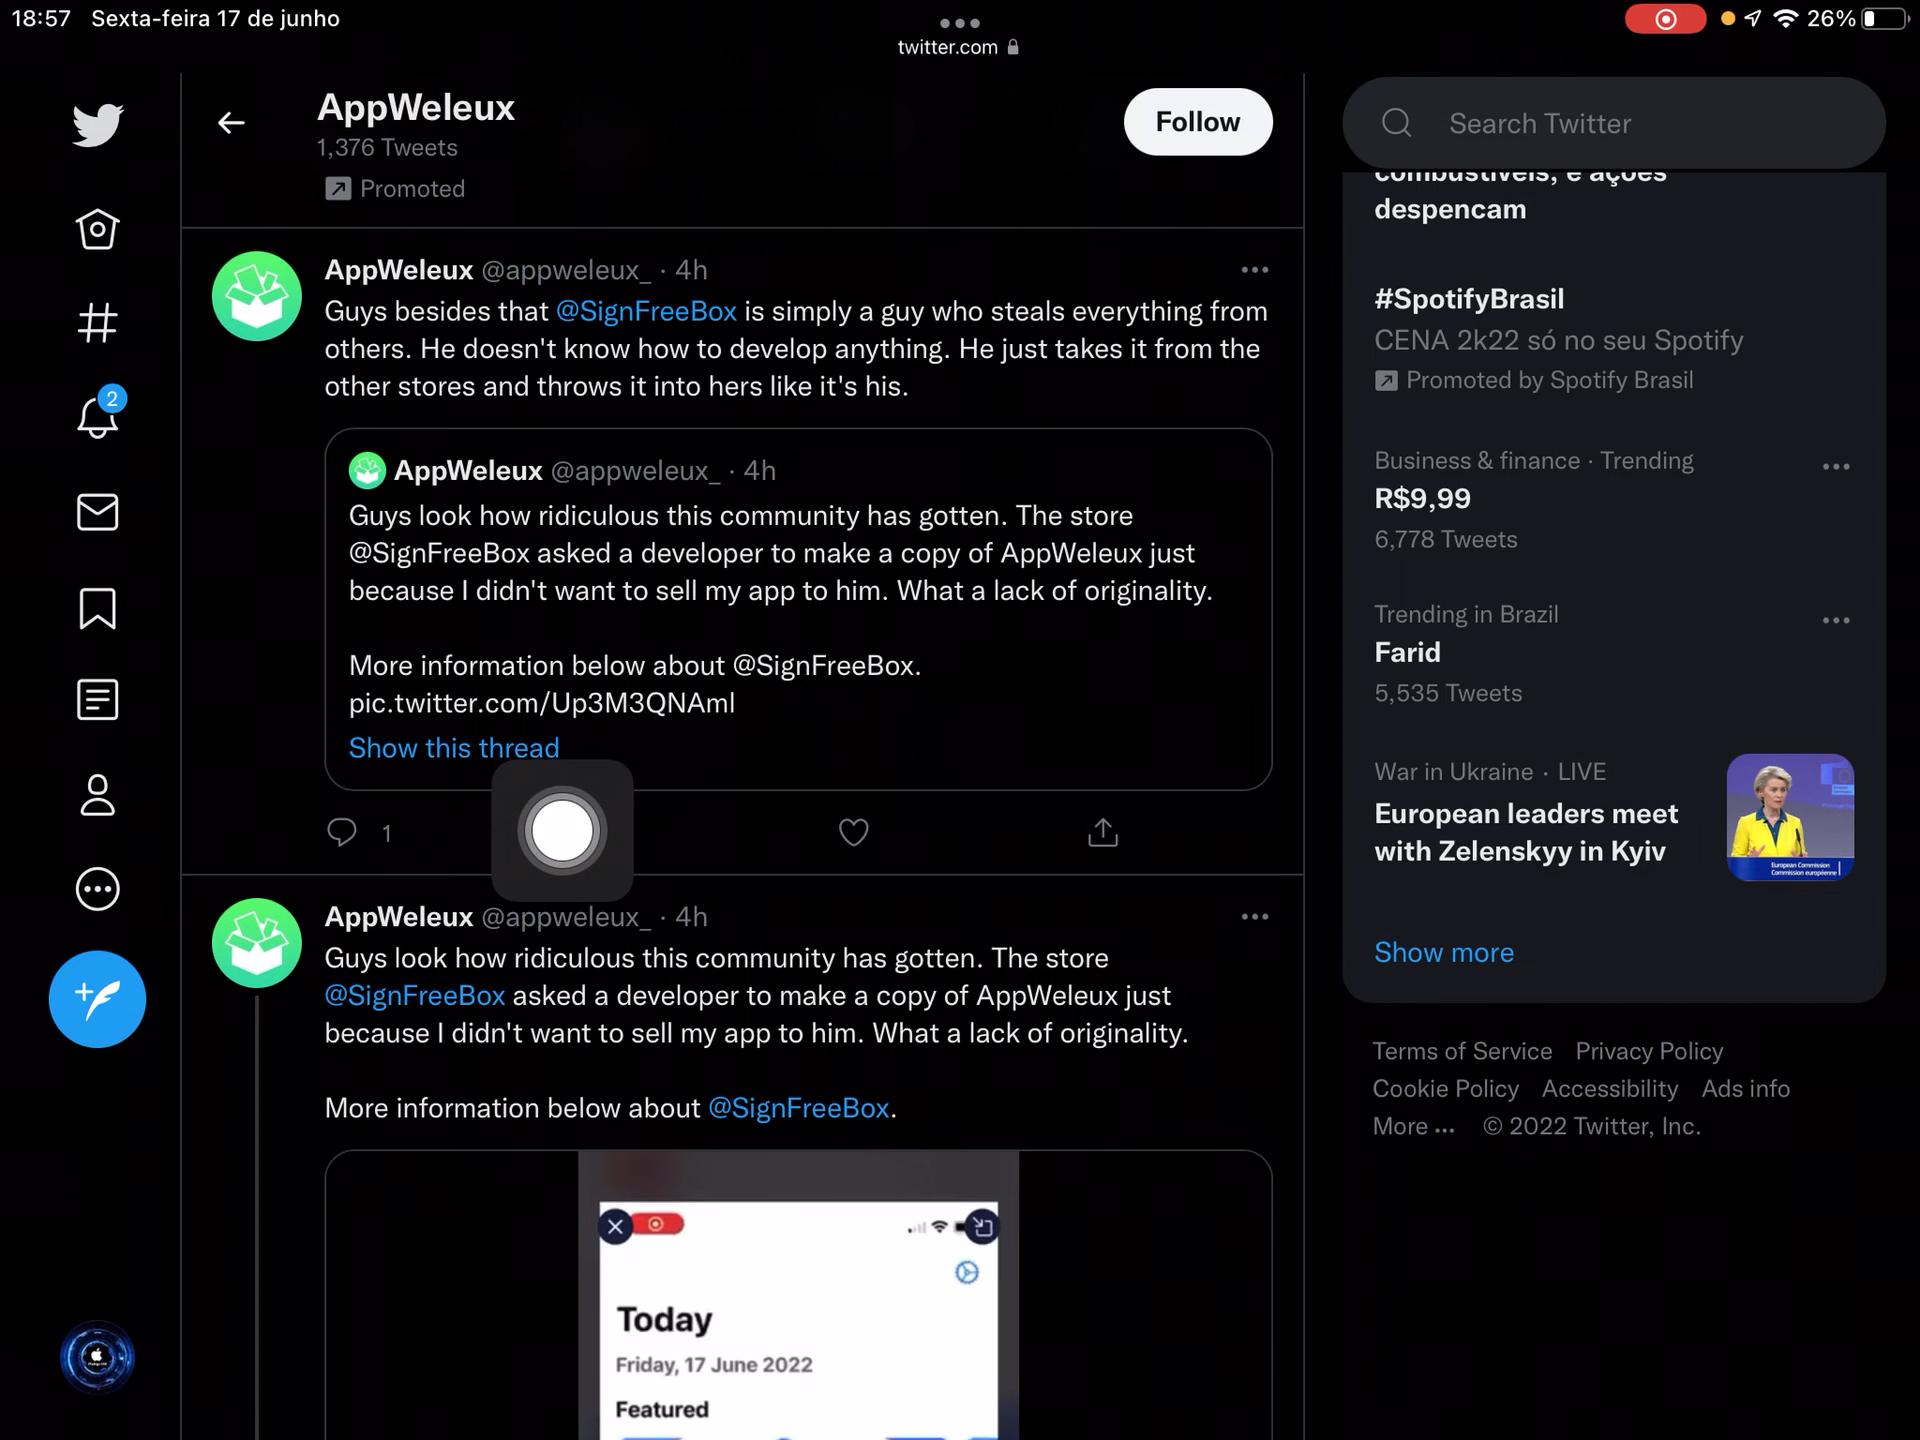 18:57 Sexta-feira 17 de junho
twitter.com
26%
AppWeleux
1,376 Tweets
Promoted
Follow
AppWeleux @appweleux_ · 4h
Guys besides that @SignFreeBox is simply a guy who steals everything from
others. He doesn't know how to develop anything. He just takes it from the
other stores and throws it into hers like it's his.
AppWeleux @appweleux_ · 4h
Guys look how ridiculous this community has gotten. The store
@SignFreeBox asked a developer to make a copy of AppWeleux just
because I didn't want to sell my app to him. What a lack of originality.
More information below about @SignFreeBox.
pic.twitter.com/Up3M3QNAml
Show this thread
1
AppWeleux @appweleux_ · 4h
Guys look how ridiculous this community has gotten. The store
@SignFreeBox asked a developer to make a copy of AppWeleux just
because I didn't want to sell my app to him. What a lack of originality.
More information below about @SignFreeBox.
Today
Friday, 17 June 2022
Featured
2
Search Twitter
combustíveis, e ações
despencam
#SpotifyBrasil
CENA 2k22 só no seu Spotify
Promoted by Spotify Brasil
Business & finance · Trending
R$9,99
6,778 Tweets
Trending in Brazil
Farid
5,535 Tweets
War in Ukraine · LIVE
European leaders meet
with Zelenskyy in Kyiv
European Commission
Commission européenne
Show more
Terms of Service Privacy Policy
Cookie Policy Accessibility Ads info
More ··· © 2022 Twitter, Inc.